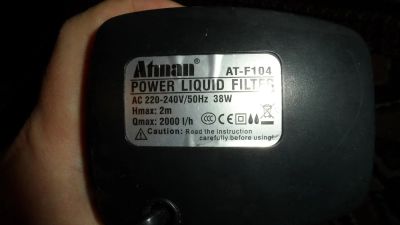 Atman® AT-F104
POWER LIQUID FILTER
AC 220-240V/50Hz 38W
Hmax: 2m
Qmax: 2000 l/h
Caution: Road the instruction
carefully before using!